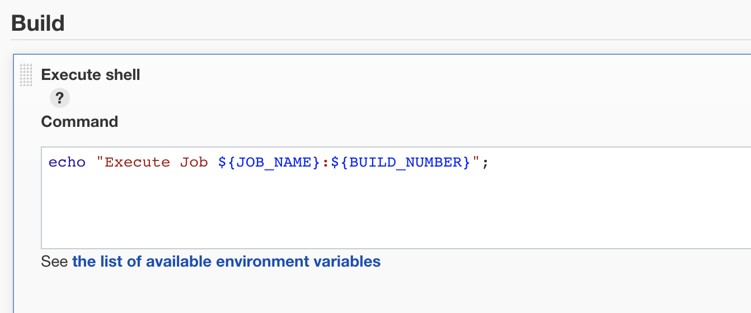 Build
Execute shell
?
Command
echo "Execute Job ${JOB_NAME}:${BUILD_NUMBER}";
See the list of available environment variables